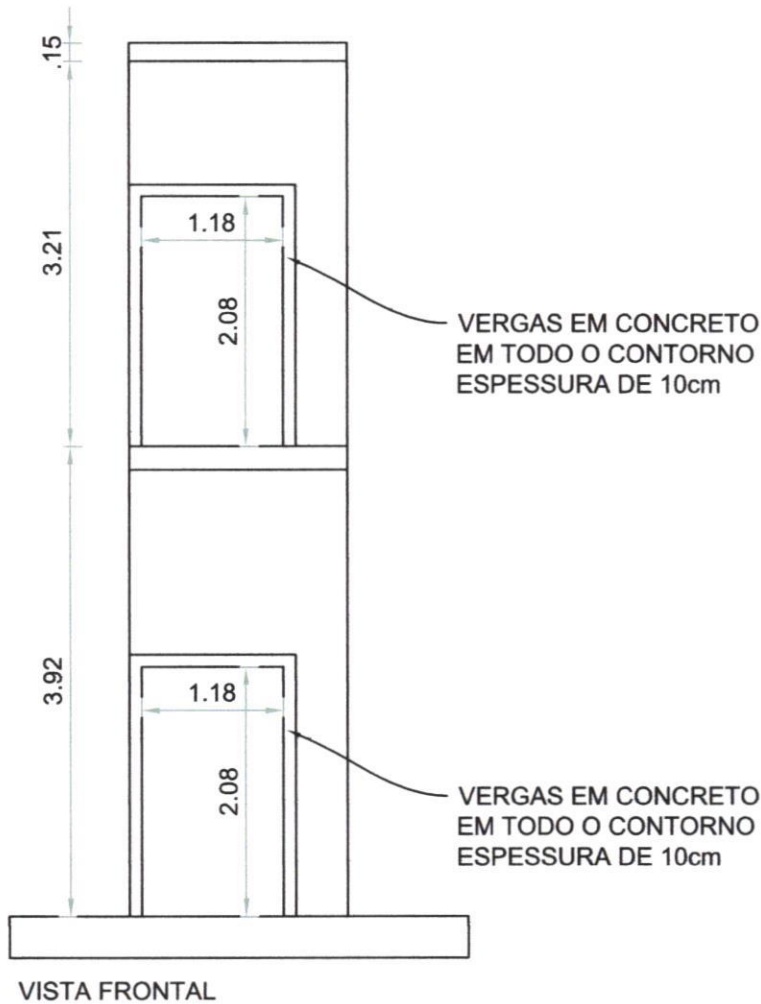 .15
3.21
1.18
2.08
VERGAS EM CONCRETO
EM TODO O CONTORNO
ESPESSURA DE 10cm
3.92
1.18
2.08
VERGAS EM CONCRETO
EM TODO O CONTORNO
ESPESSURA DE 10cm
VISTA FRONTAL